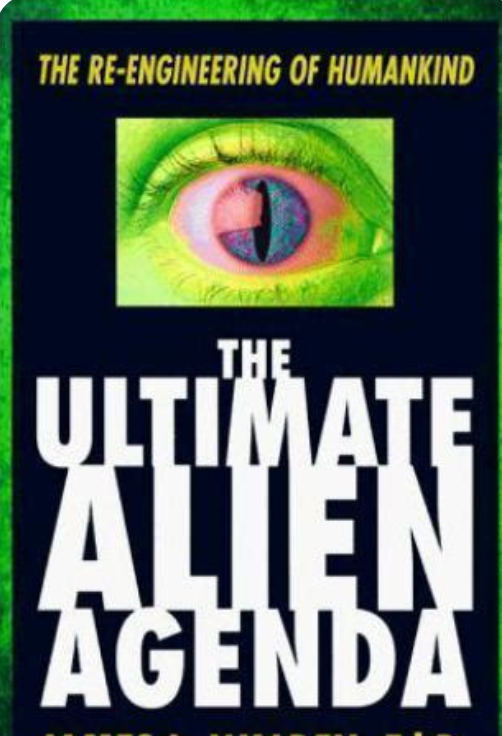 THE RE-ENGINEERING OF HUMANKIND
THE
ULTIMATE
ALIEN
AGENDA